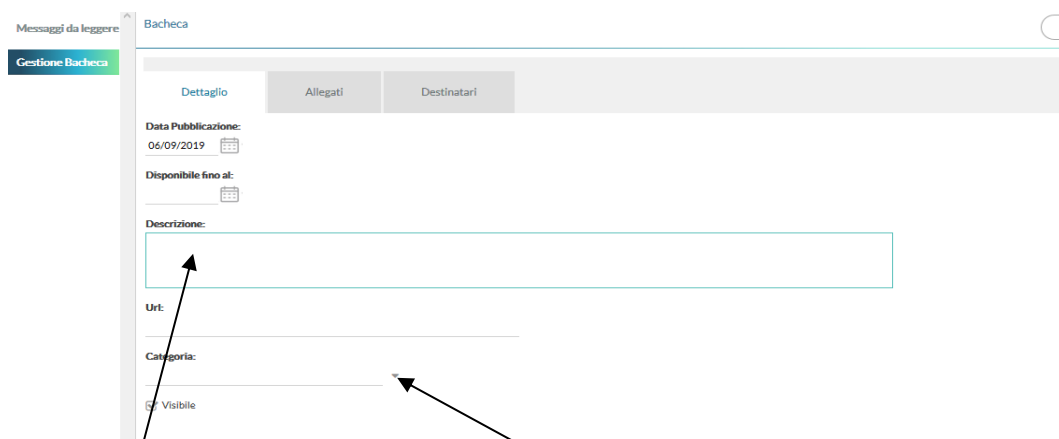 Messaggi da leggere
Gestione Bacheca
Bacheca
Dettaglio
Allegati
Destinatari
Data Pubblicazione:
06/09/2019
Disponibile fino al:
Descrizione:
Url:
Categoria:
Visibile